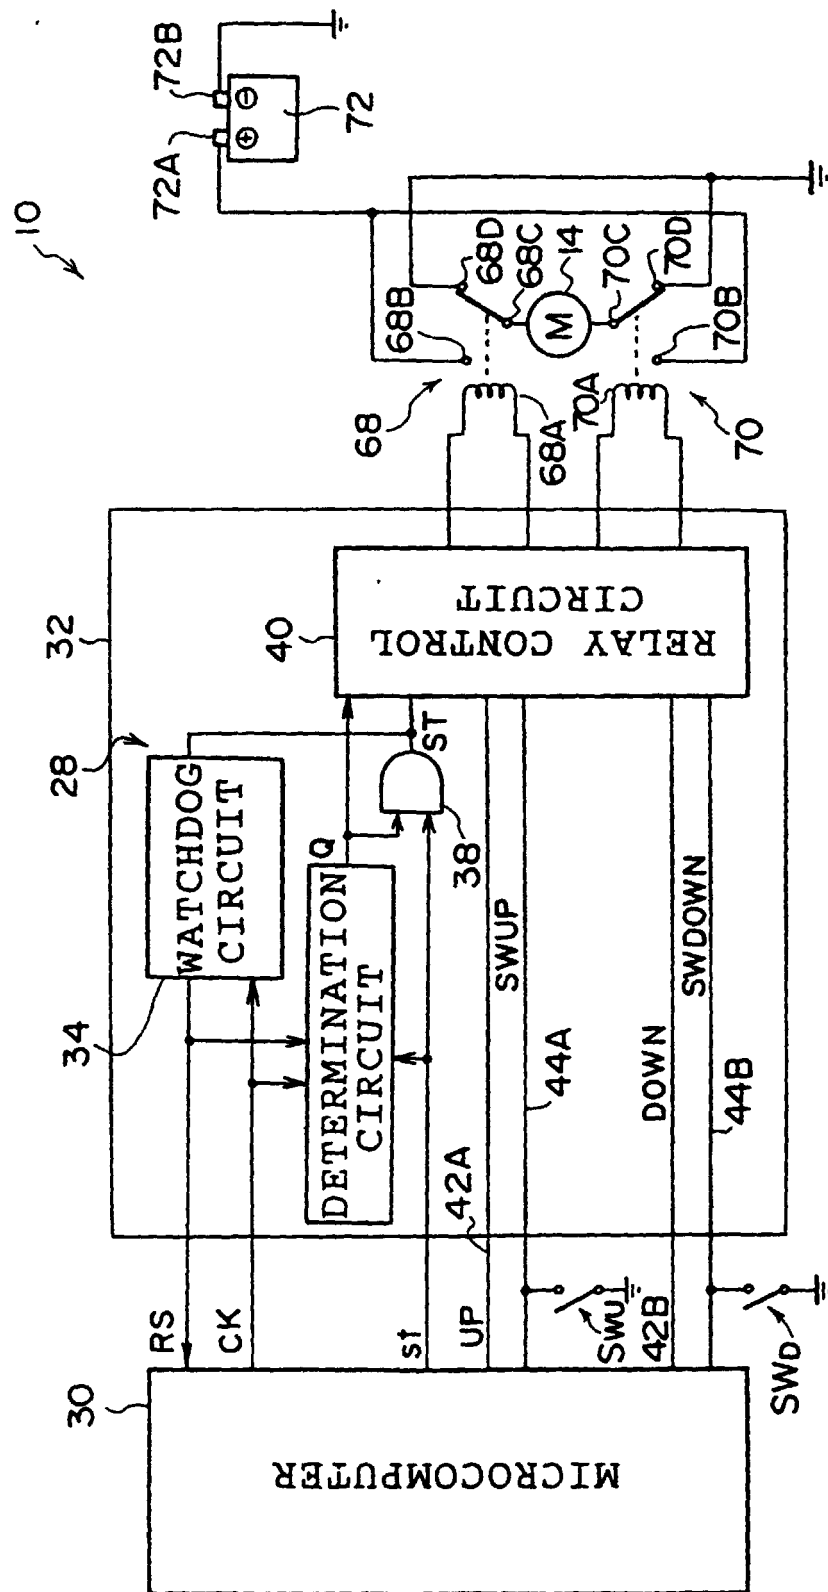 10
72A
72B
72
68B
68D
68C
14
70C
70D
70B
68
68A
70A
70
32
28
34
WATCHDOG
CIRCUIT
DETERMINATION
CIRCUIT
Q
38
ST
40
RELAY CONTROL
CIRCUIT
M
RS
CK
st
UP
42A
SWUP
44A
SWU
42B
DOWN
SWDOWN
44B
SWD
30
MICROCOMPUTER